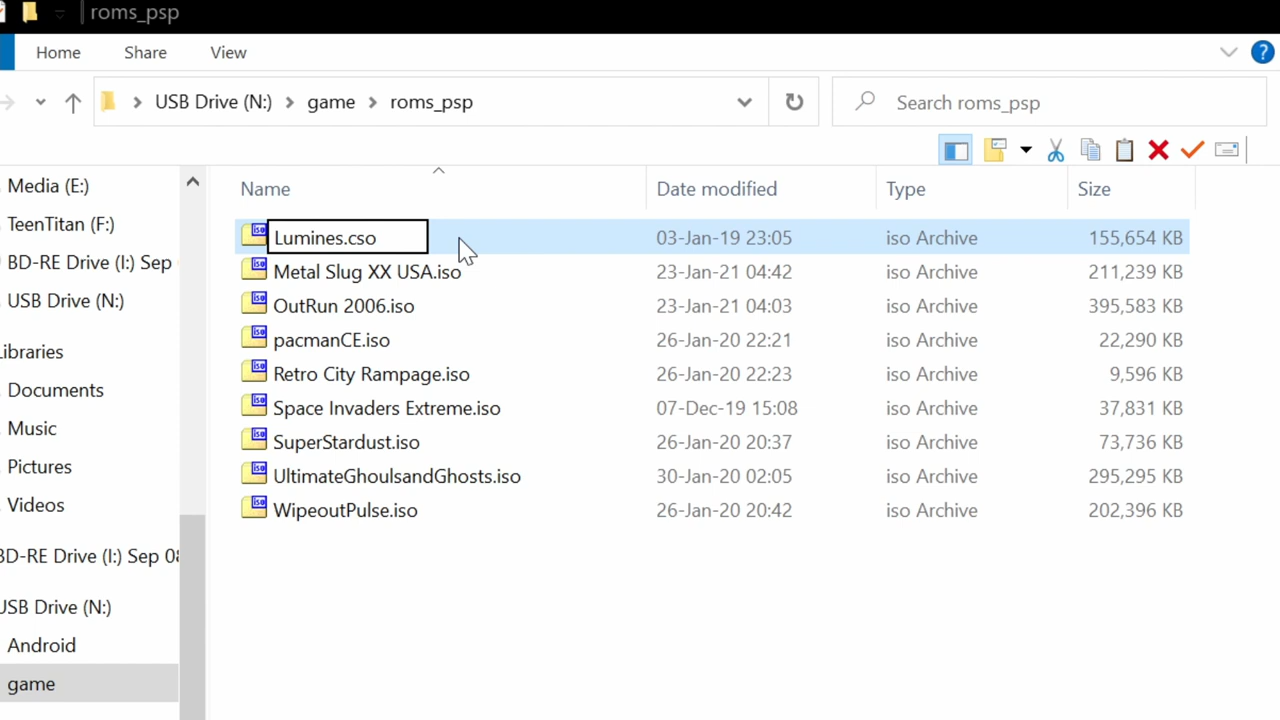 roms_psp
Home Share View
USB Drive (N:) game roms_psp Search roms_psp
Name Date modified Type Size
Media (E:)
TeenTitan (F:)
BD-RE Drive (I:) Sep
USB Drive (N:)
ibraries
Documents
Music
Pictures
Videos
BD-RE Drive (I:) Sep 08
USB Drive (N:)
Android
game
Lumines.cso 03-Jan-19 23:05 iso Archive 155,654 KB
Metal Slug XX USA.iso 23-Jan-21 04:42 iso Archive 211,239 KB
OutRun 2006.iso 23-Jan-21 04:03 iso Archive 395,583 KB
pacmanCE.iso 26-Jan-20 22:21 iso Archive 22,290 KB
Retro City Rampage.iso 26-Jan-20 22:23 iso Archive 9,596 KB
Space Invaders Extreme.iso 07-Dec-19 15:08 iso Archive 37,831 KB
SuperStardust.iso 26-Jan-20 20:37 iso Archive 73,736 KB
UltimateGhoulsandGhosts.iso 30-Jan-20 02:05 iso Archive 295,295 KB
WipeoutPulse.iso 26-Jan-20 20:42 iso Archive 202,396 KB